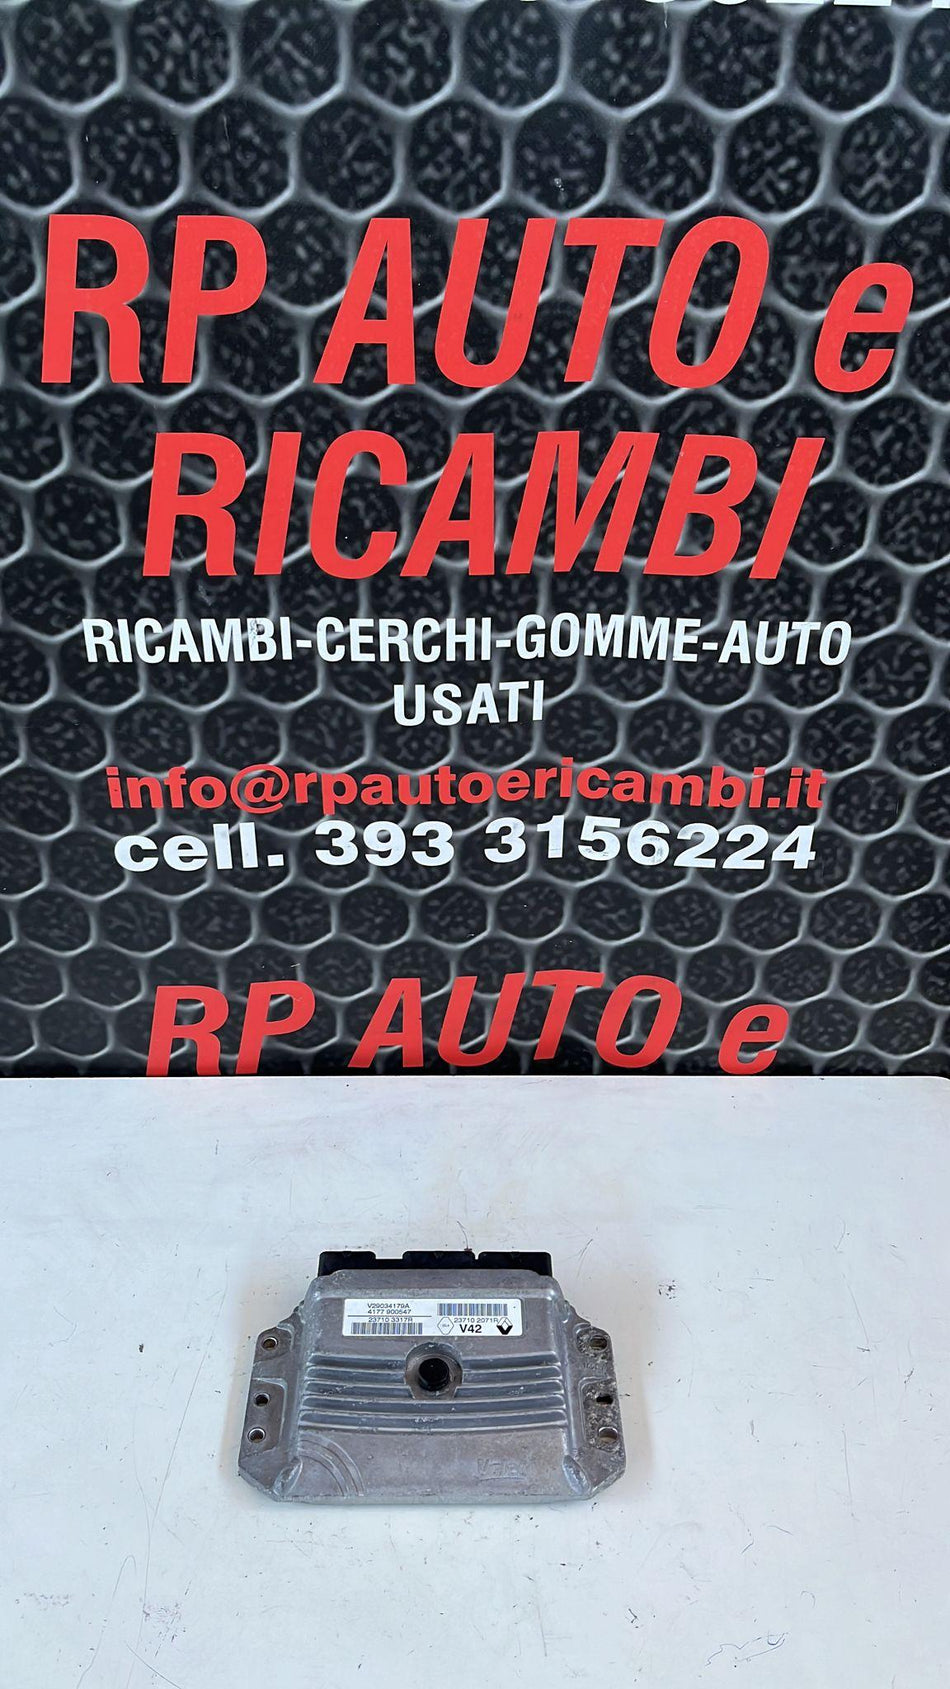 RP AUTO e
RICAMBI
RICAMBI-CERCHI-GOMME-AUTO
USATI
info@rpautoericambi.it
cell. 393 3156224
RP AUTO e
V29034179A
4177 900547
23710 3317R
23710 2071R
V42